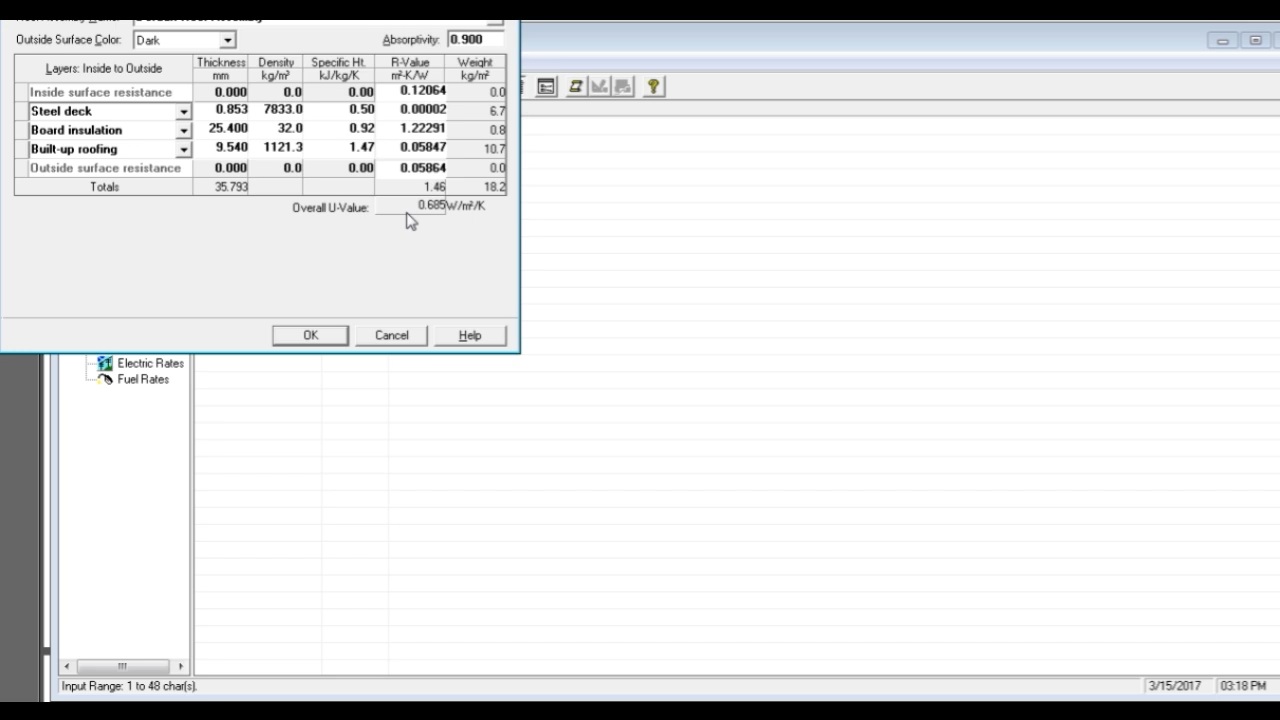 Outside Surface Color: Dark Absorptivity: 0.900
Layers: Inside to Outside Thickness mm Density kg/m³ Specific Ht. kJ/kg/K R-Value m²-K/W Weight kg/m²
Inside surface resistance 0.000 0.0 0.00 0.12064 0.0
Steel deck 0.853 7833.0 0.50 0.00002 6.7
Board insulation 25.400 32.0 0.92 1.22291 0.8
Built-up roofing 9.540 1121.3 1.47 0.05847 10.7
Outside surface resistance 0.000 0.0 0.00 0.05864 0.0
Totals 35.793 1.46 18.2
Overall U-Value: 0.685 W/m²/K
OK Cancel Help
Electric Rates
Fuel Rates
Input Range: 1 to 48 char(s). 3/15/2017 03:18 PM